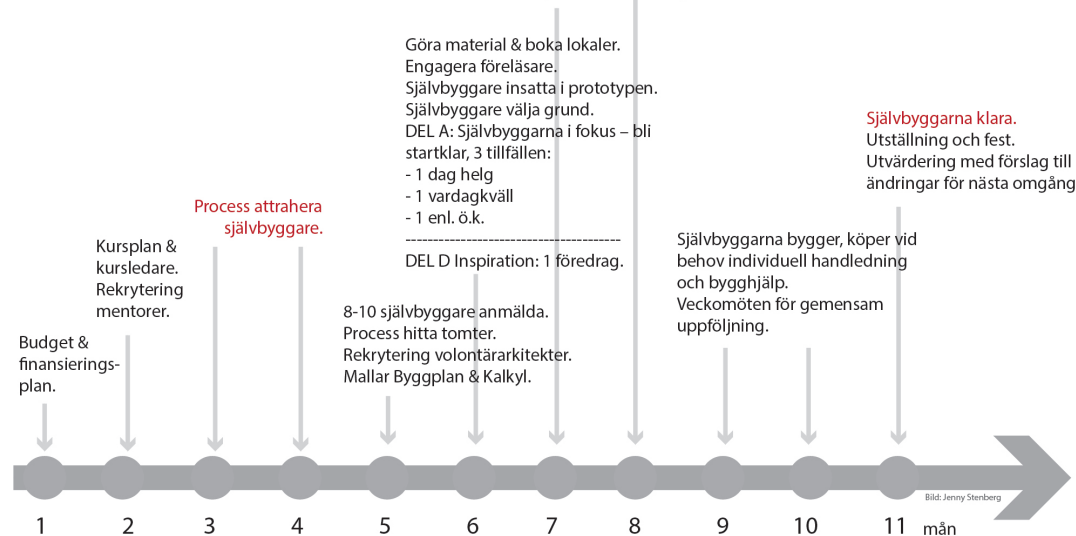 Budget &
finansierings-
plan.
Kursplan &
kursledare.
Rekrytering
mentorer.
Process attrahera
självbyggare.
8-10 självbyggare anmälda.
Process hitta tomter.
Rekrytering volontärarkitekter.
Mallar Byggplan & Kalkyl.
Göra material & boka lokaler.
Engagera föreläsare.
Självbyggare insatta i prototypen.
Självbyggare välja grund.
DEL A: Självbyggarna i fokus – bli
startklar, 3 tillfällen:
- 1 dag helg
- 1 vardagkväll
- 1 enl. ö.k.
---------------------------------------
DEL D Inspiration: 1 föredrag.
Självbyggarna bygger, köper vid
behov individuell handledning
och bygghjälp.
Veckomöten för gemensam
uppföljning.
Självbyggarna klara.
Utställning och fest.
Utvärdering med förslag till
ändringar för nästa omgång
Bild: Jenny Stenberg
1 2 3 4 5 6 7 8 9 10 11 mån